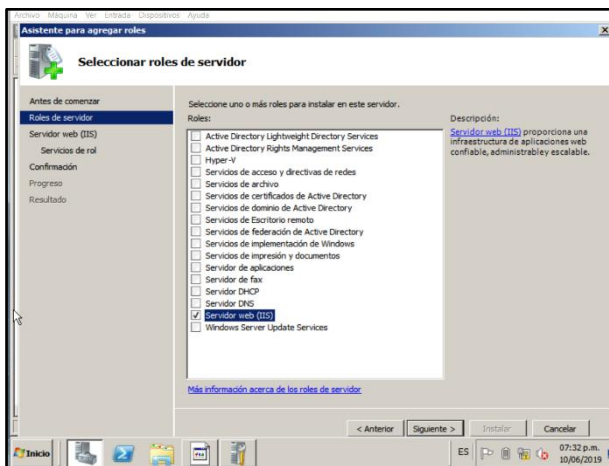 Archivo Máquina Ver Entrada Dispositivos Ayuda
Asistente para agregar roles
Seleccionar roles de servidor
Antes de comenzar
Roles de servidor
Servidor web (IIS)
Servicios de rol
Confirmación
Progreso
Resultado
Seleccione uno o más roles para instalar en este servidor.
Roles:
Active Directory Lightweight Directory Services
Active Directory Rights Management Services
Hyper-V
Servicios de acceso y directivas de redes
Servicios de archivo
Servicios de certificados de Active Directory
Servicios de dominio de Active Directory
Servicios de Escritorio remoto
Servicios de federación de Active Directory
Servicios de implementación de Windows
Servicios de impresión y documentos
Servidor de aplicaciones
Servidor de fax
Servidor DHCP
Servidor DNS
Servidor web (IIS)
Windows Server Update Services
Más información acerca de los roles de servidor
Descripción:
Servidor web (IIS) proporciona una
infraestructura de aplicaciones web
confiable, administrable y escalable.
< Anterior
Siguiente >
Instalar
Cancelar
Inicio
ES
07:32 p.m.
10/06/2019